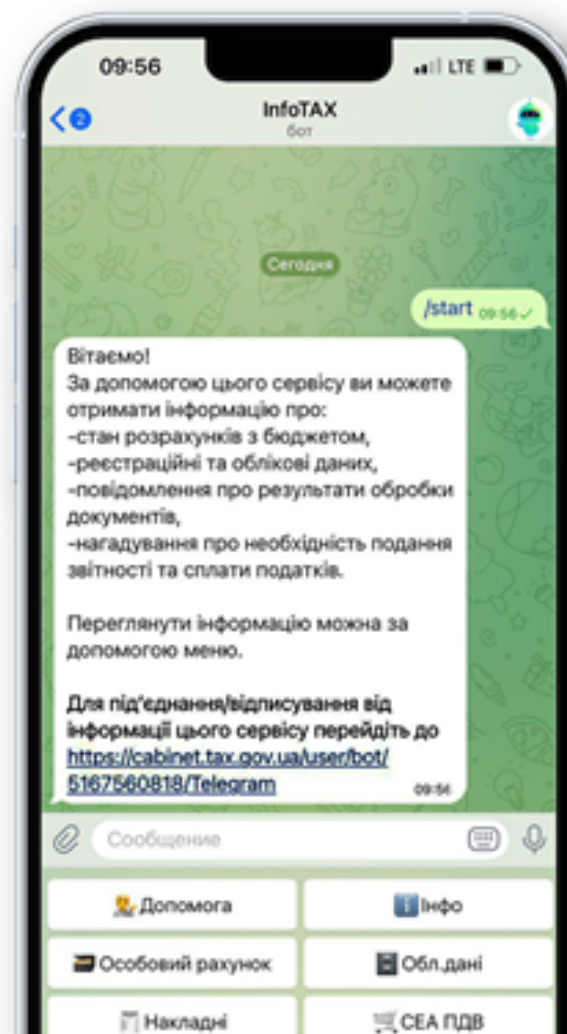 09:56
LTE
2
InfoTAX
бот
Сегодня
/start 09:56
Вітаємо!
За допомогою цього сервісу ви можете
отримати інформацію про:
-стан розрахунків з бюджетом,
-реєстраційні та облікові даних,
-повідомлення про результати обробки
документів,
-нагадування про необхідність подання
звітності та сплати податків.
Переглянути інформацію можна за
допомогою меню.
Для під'єднання/відписування від
інформації цього сервісу перейдіть до
https://cabinet.tax.gov.ua/user/bot/
5167560818/Telegram
09:56
Сообщение
Допомога
Інфо
Особовий рахунок
Обл.дані
Накладні
СЕА ПДВ